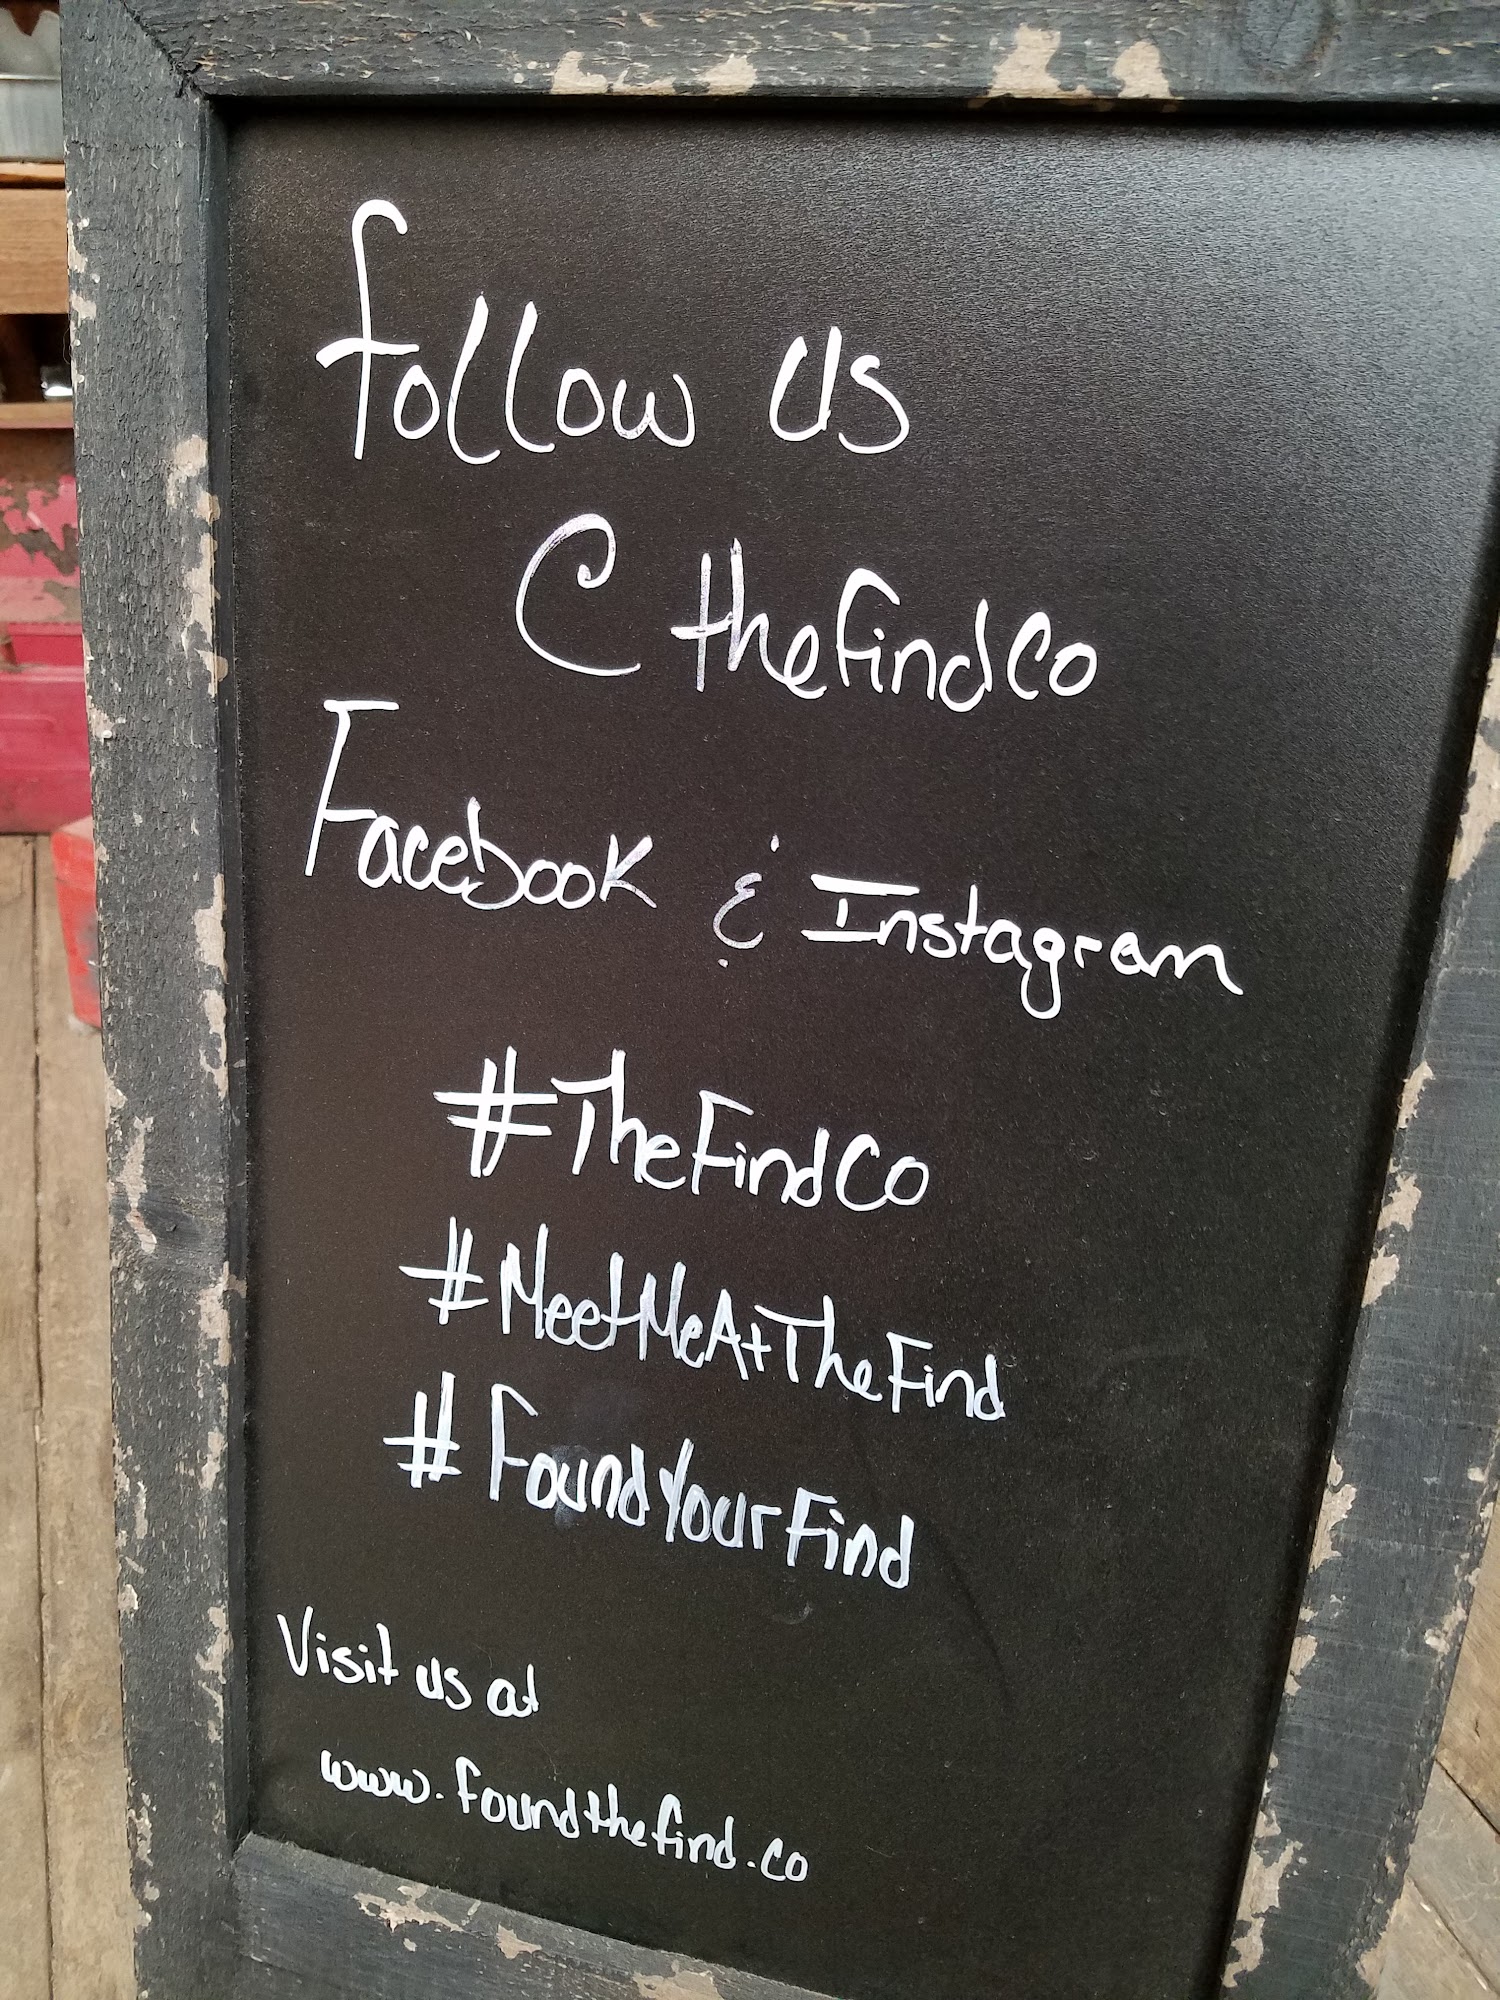 Follow us
C thefindco
Facebook & Instagram
#TheFindCo
#MeetMeAtTheFind
#FoundYourFind
Visit us at
www.foundthefind.co